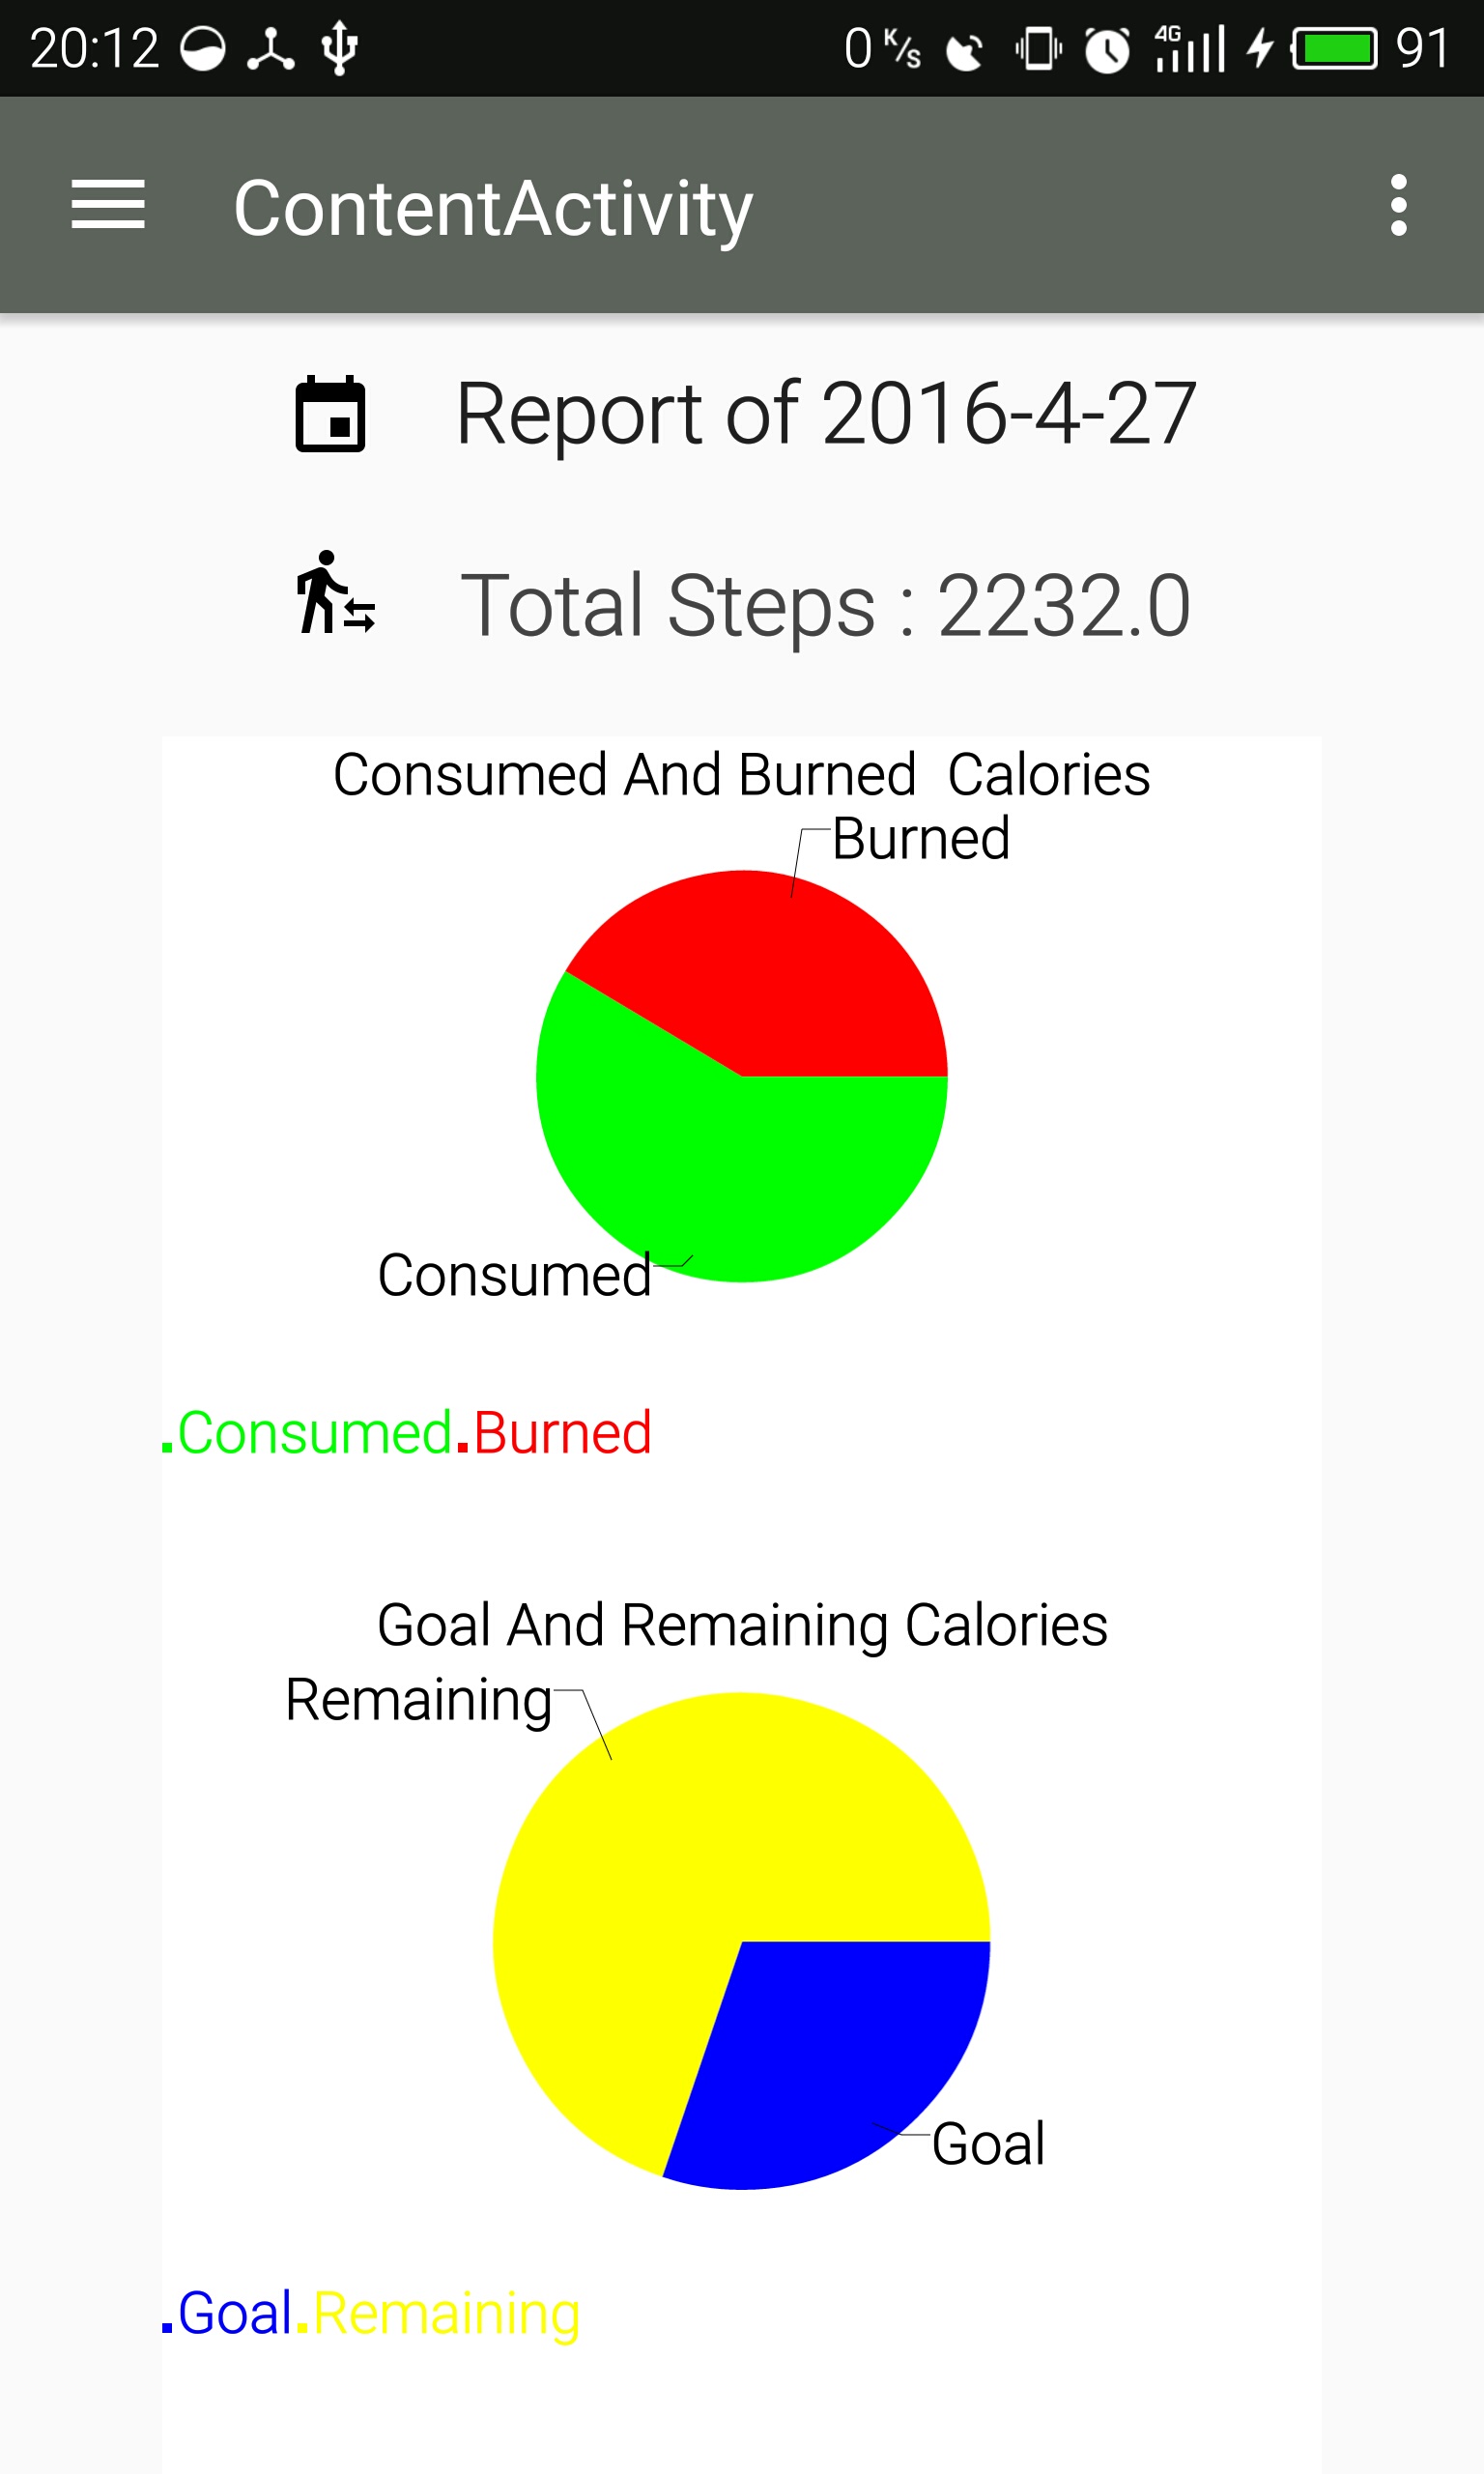 20:12 0 K/s 4G 91
ContentActivity
Report of 2016-4-27
Total Steps : 2232.0
Consumed And Burned  Calories
Burned
Consumed
.Consumed.Burned
Goal And Remaining Calories
Remaining
Goal
.Goal.Remaining